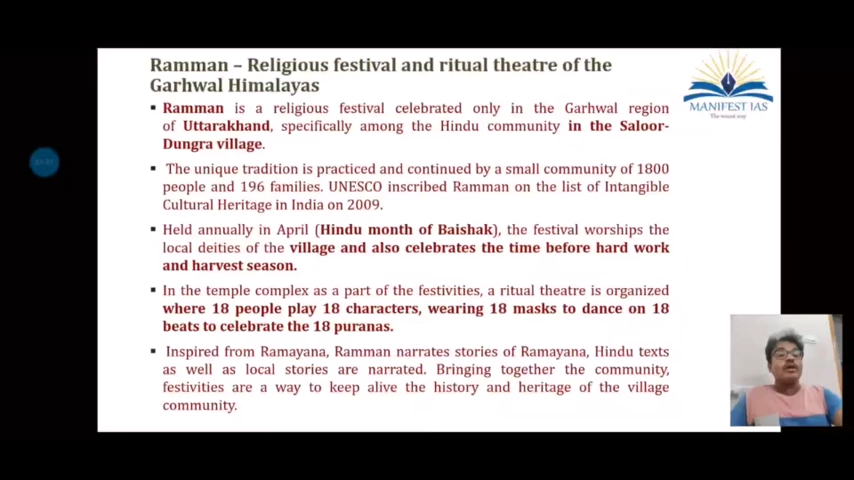 Ramman – Religious festival and ritual theatre of the
Garhwal Himalayas
MANIFEST IAS
▪ Ramman is a religious festival celebrated only in the Garhwal region
of Uttarakhand, specifically among the Hindu community in the Saloor-
Dungra village.
▪ The unique tradition is practiced and continued by a small community of 1800
people and 196 families. UNESCO inscribed Ramman on the list of Intangible
Cultural Heritage in India on 2009.
▪ Held annually in April (Hindu month of Baishak), the festival worships the
local deities of the village and also celebrates the time before hard work
and harvest season.
▪ In the temple complex as a part of the festivities, a ritual theatre is organized
where 18 people play 18 characters, wearing 18 masks to dance on 18
beats to celebrate the 18 puranas.
▪ Inspired from Ramayana, Ramman narrates stories of Ramayana, Hindu texts
as well as local stories are narrated. Bringing together the community,
festivities are a way to keep alive the history and heritage of the village
community.